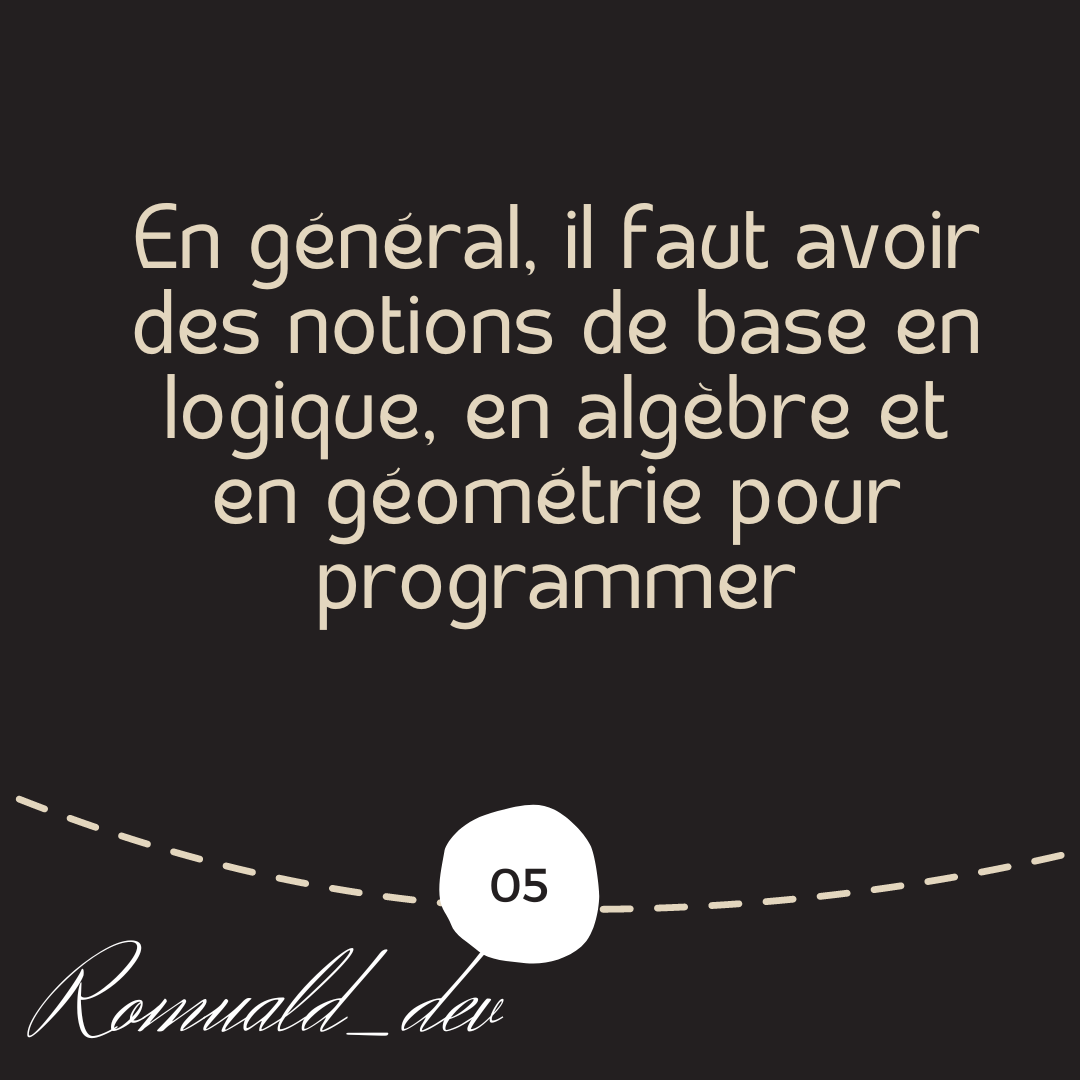 En général, il faut avoir
des notions de base en
logique, en algèbre et
en géométrie pour
programmer
05
Romuald_dev